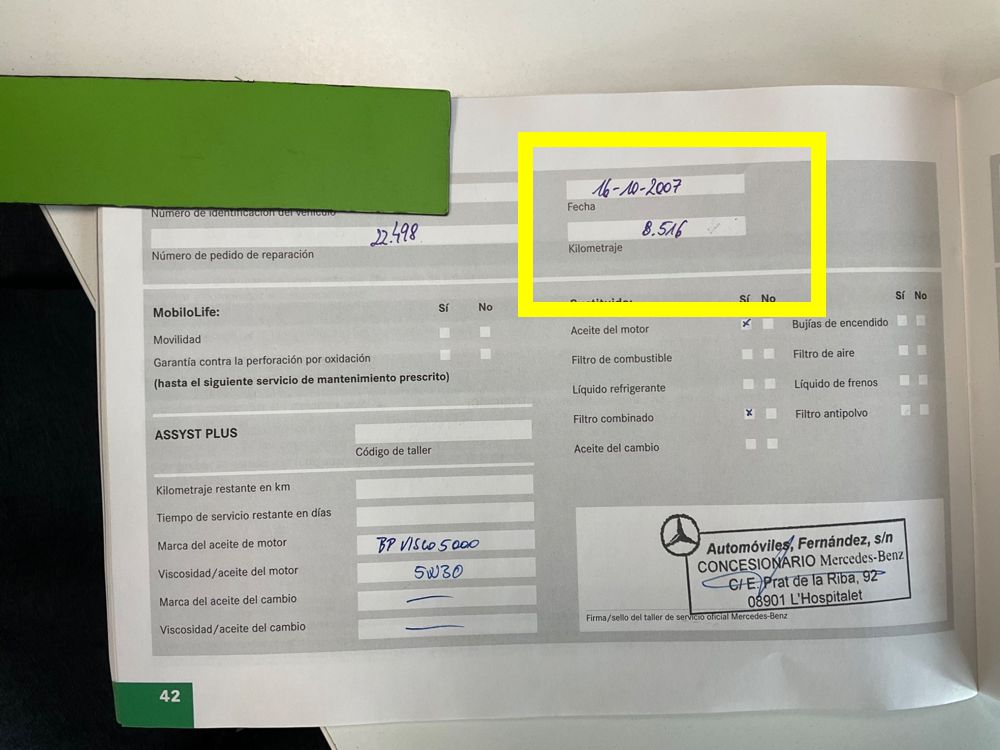 16-10-2007
Número de identificación del vehículo
Fecha
22.498
8.516
Número de pedido de reparación
Kilometraje
MobiloLife: Sí No
Movilidad
Garantía contra la perforación por oxidación
(hasta el siguiente servicio de mantenimiento prescrito)
Sí No Sí No
Aceite del motor x Bujías de encendido
Filtro de combustible Filtro de aire
Líquido refrigerante Líquido de frenos
Filtro combinado x Filtro antipolvo
Aceite del cambio
ASSYST PLUS
Código de taller
Kilometraje restante en km
Tiempo de servicio restante en días
Marca del aceite de motor BP VISCO 5000
Viscosidad/aceite del motor 5W30
Marca del aceite del cambio —
Viscosidad/aceite del cambio —
Automóviles, Fernández, s/n
CONCESIONARIO Mercedes-Benz
C/E. Prat de la Riba, 92
08901 L'Hospitalet
Firma/sello del taller de servicio oficial Mercedes-Benz
42